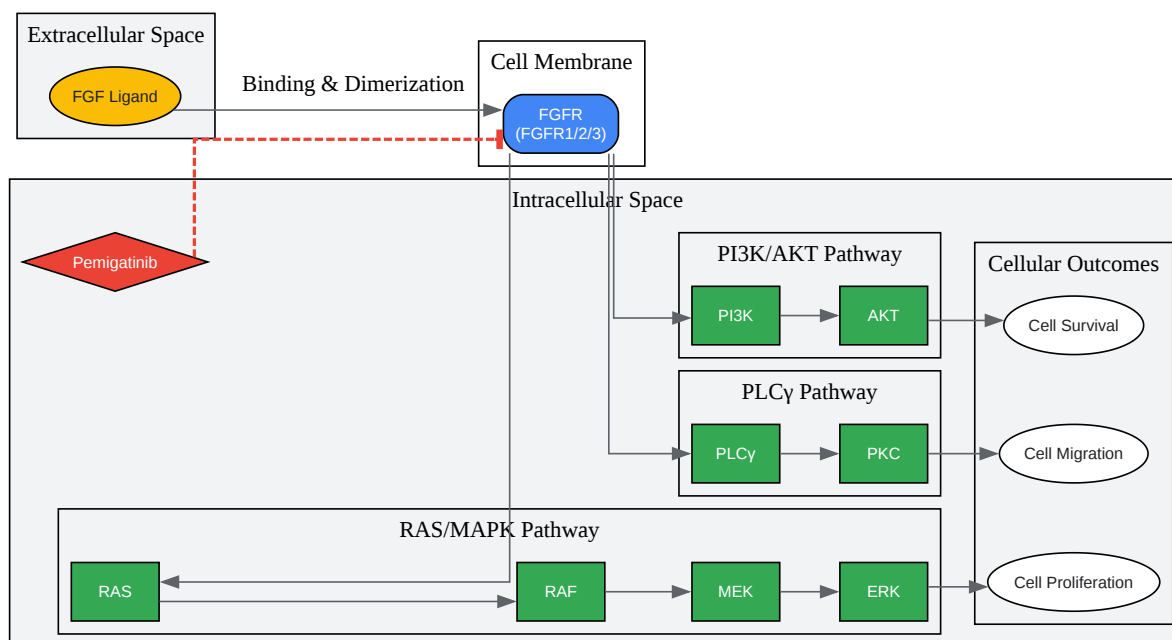 Extracellular Space
FGF Ligand
Binding & Dimerization
Cell Membrane
FGFR
(FGFR1/2/3)
Intracellular Space
Pemigatinib
PI3K/AKT Pathway
PI3K
AKT
Cellular Outcomes
Cell Survival
PLCγ Pathway
PLCγ
PKC
Cell Migration
RAS/MAPK Pathway
RAS
RAF
MEK
ERK
Cell Proliferation